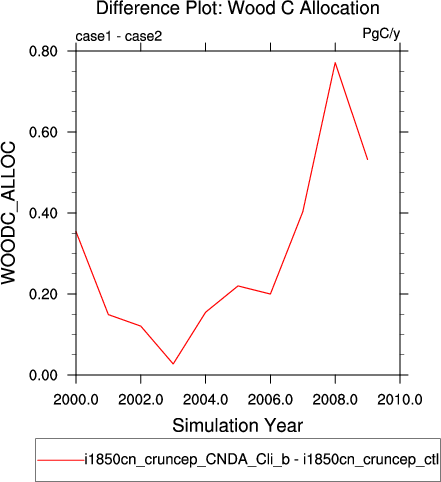 Difference Plot: Wood C Allocation
case1 - case2
PgC/y
0.80
0.60
0.40
0.20
0.00
WOODC_ALLOC
2000.0 2002.0 2004.0 2006.0 2008.0 2010.0
Simulation Year
i1850cn_cruncep_CNDA_Cli_b - i1850cn_cruncep_ctl